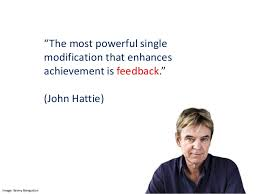 “The most powerful single
modification that enhances
achievement is feedback.”
(John Hattie)